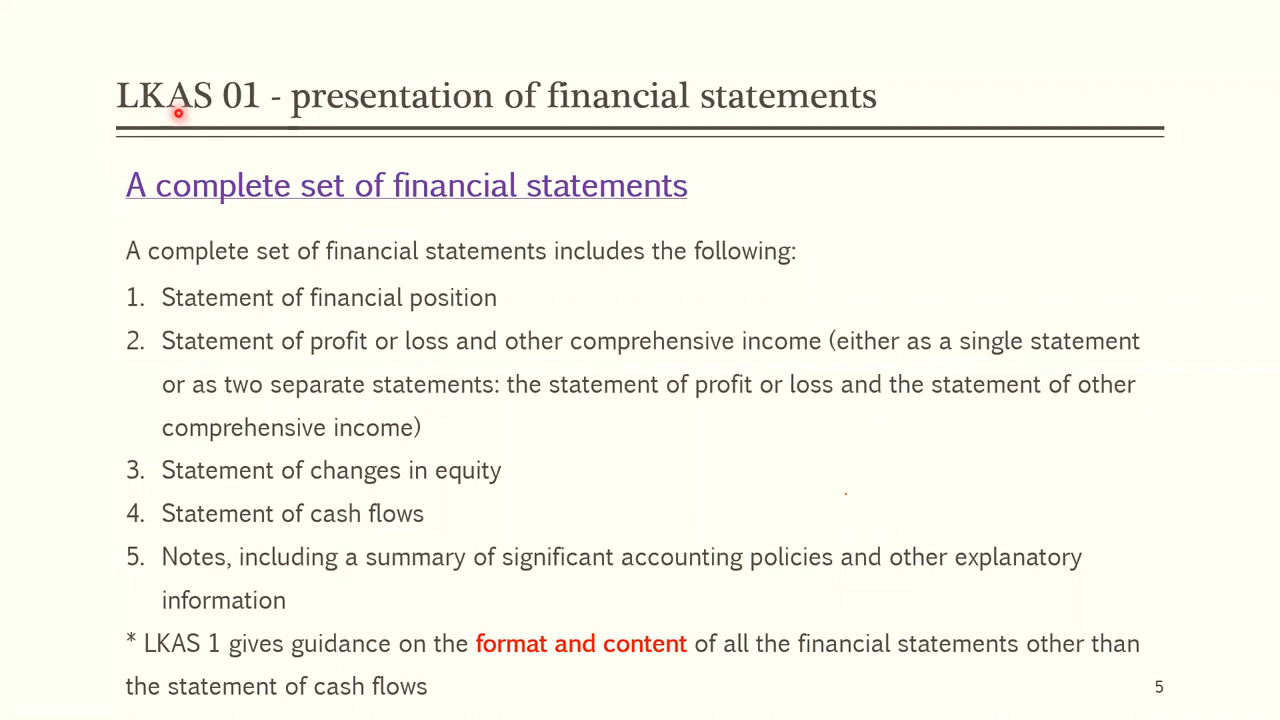 LKAS 01 - presentation of financial statements
A complete set of financial statements
A complete set of financial statements includes the following:
1. Statement of financial position
2. Statement of profit or loss and other comprehensive income (either as a single statement
or as two separate statements: the statement of profit or loss and the statement of other
comprehensive income)
3. Statement of changes in equity
4. Statement of cash flows
5. Notes, including a summary of significant accounting policies and other explanatory
information
* LKAS 1 gives guidance on the format and content of all the financial statements other than
the statement of cash flows
5